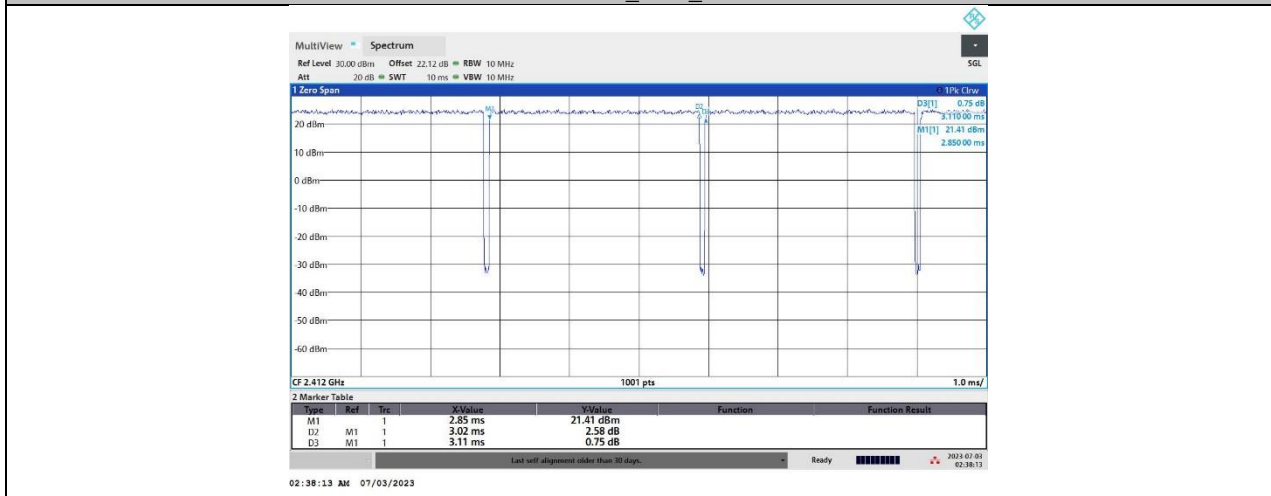 MultiView Spectrum
Ref Level 30.00 dBm Offset 22.12 dB RBW 10 MHz SGL
Att 20 dB SWT 10 ms VBW 10 MHz
1 Zero Span 1Pk Clrw
D3[1] 0.75 dB
3.110 00 ms
M1[1] 21.41 dBm
2.850 00 ms
M1 D2 D3
20 dBm
10 dBm
0 dBm
-10 dBm
-20 dBm
-30 dBm
-40 dBm
-50 dBm
-60 dBm
CF 2.412 GHz 1001 pts 1.0 ms/
2 Marker Table
Type Ref Trc X-Value Y-Value Function Function Result
M1 1 2.85 ms 21.41 dBm
D2 M1 1 3.02 ms 2.58 dB
D3 M1 1 3.11 ms 0.75 dB
Last self alignment older than 30 days. Ready 2023-07-03
02:38:13
02:38:13 AM 07/03/2023